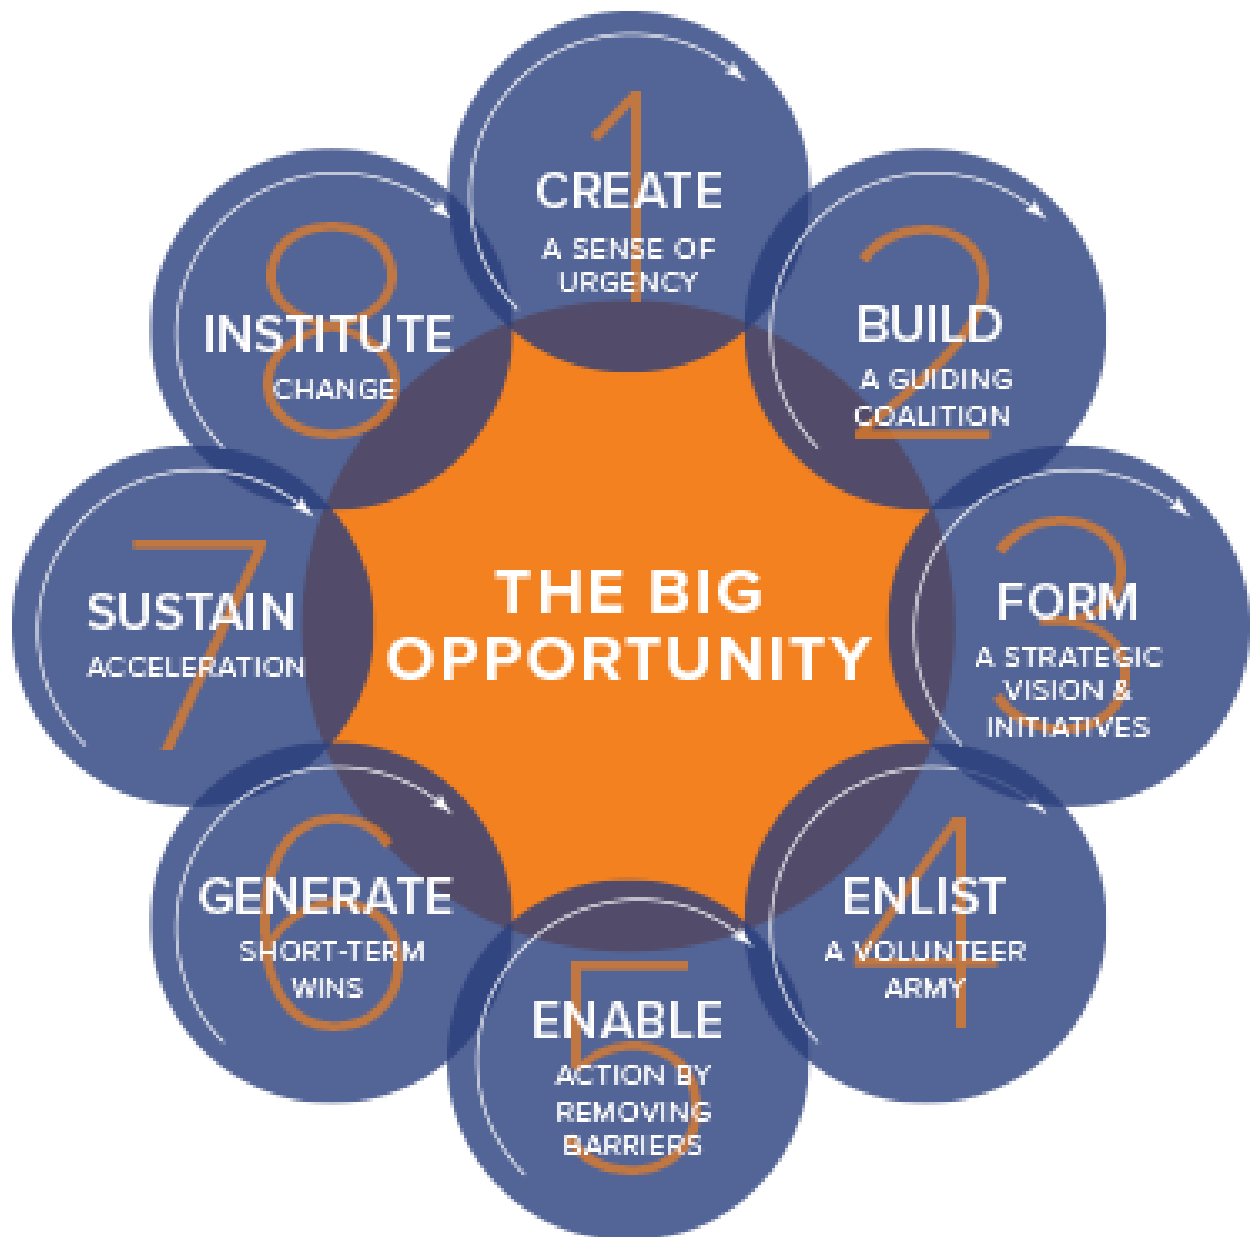 1
CREATE
A SENSE OF
URGENCY
2
BUILD
A GUIDING
COALITION
3
FORM
A STRATEGIC
VISION &
INITIATIVES
4
ENLIST
A VOLUNTEER
ARMY
5
ENABLE
ACTION BY
REMOVING
BARRIERS
6
GENERATE
SHORT-TERM
WINS
7
SUSTAIN
ACCELERATION
8
INSTITUTE
CHANGE
THE BIG
OPPORTUNITY